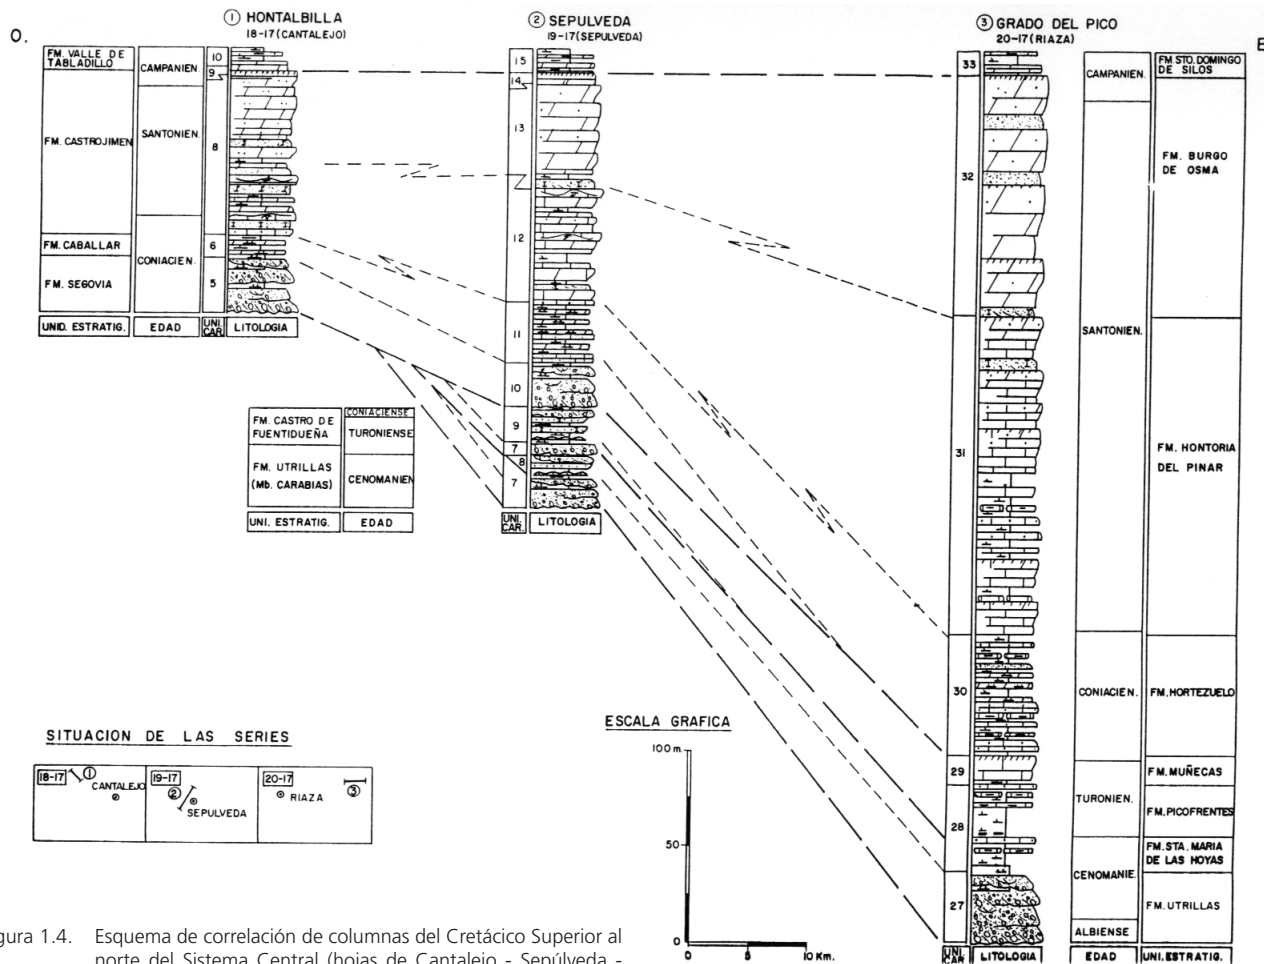 O.
① HONTALBILLA
18-17 (CANTALEJO)
② SEPULVEDA
19-17 (SEPULVEDA)
③ GRADO DEL PICO
20-17 (RIAZA)
E
FM. VALLE DE
TABLADILLO
FM. CASTROJIMEN
FM. CABALLAR
FM. SEGOVIA
UNID. ESTRATIG.
CAMPANIEN.
SANTONIEN.
CONIACIEN.
EDAD
10
9
8
6
5
UNI.
CAR.
LITOLOGIA
15
14
13
12
11
10
9
7
8
7
UNI.
CAR.
LITOLOGIA
FM. CASTRO DE
FUENTIDUEÑA
FM. UTRILLAS
(Mb. CARABIAS)
UNI. ESTRATIG.
CONIACIENSE
TURONIENSE
CENOMANIEN
EDAD
33
32
31
30
29
28
27
UNI.
CAR
LITOLOGIA
CAMPANIEN.
SANTONIEN.
CONIACIEN.
TURONIEN.
CENOMANIE.
ALBIENSE
EDAD
FM. STO. DOMINGO
DE SILOS
FM. BURGO
DE OSMA
FM. HONTORIA
DEL PINAR
FM. HORTEZUELO
FM. MUÑECAS
FM. PICOFRENTES
FM. STA. MARIA
DE LAS HOYAS
FM. UTRILLAS
UNI. ESTRATIG.
SITUACION DE LAS SERIES
18-17
①
CANTALEJO
19-17
②
SEPULVEDA
20-17
RIAZA
③
ESCALA GRAFICA
100 m.
50
0
0 5 10 Km.
gura 1.4. Esquema de correlación de columnas del Cretácico Superior al
norte del Sistema Central (hojas de Cantalejo - Sepúlveda -